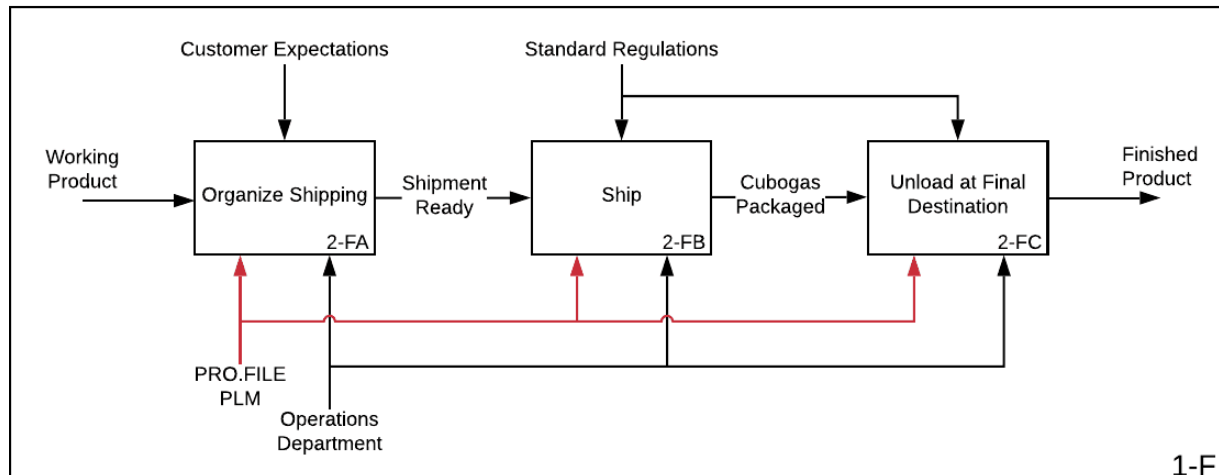 Customer Expectations
Standard Regulations
Working
Product
Organize Shipping
2-FA
Shipment
Ready
Ship
2-FB
Cubogas
Packaged
Unload at Final
Destination
2-FC
Finished
Product
PRO.FILE
PLM
Operations
Department
1-F